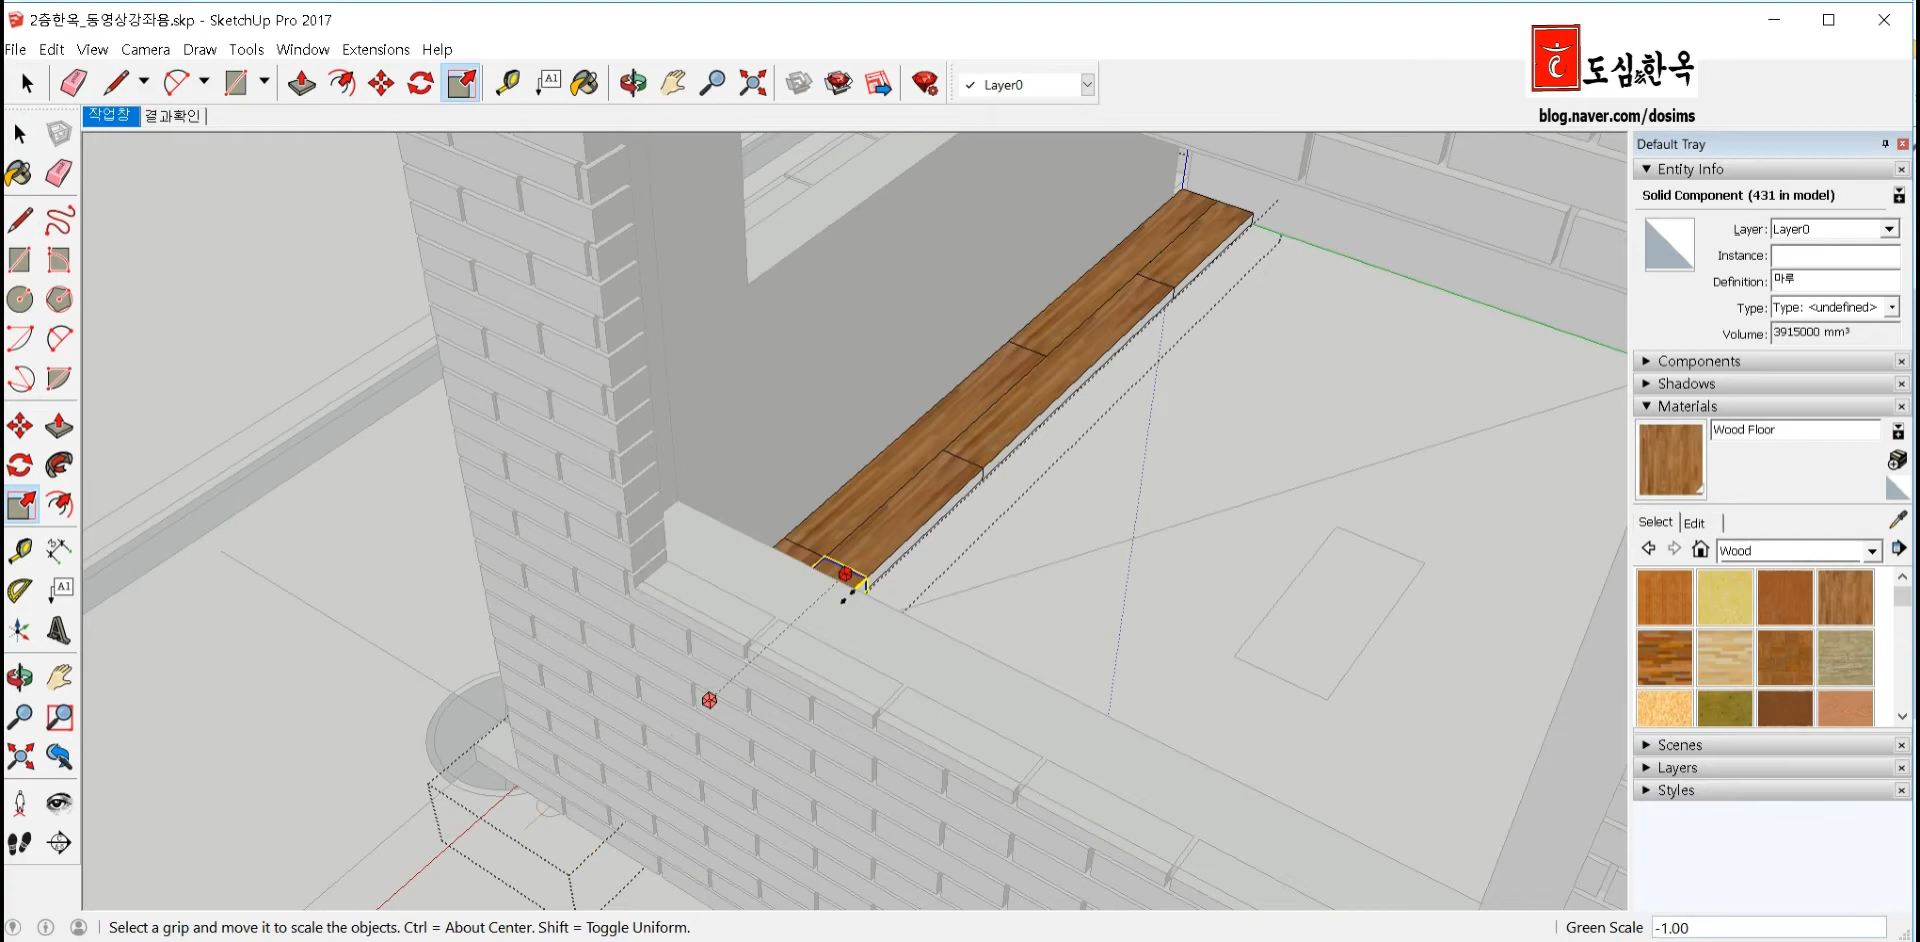 2층한옥_동영상강좌용.skp - SketchUp Pro 2017
File Edit View Camera Draw Tools Window Extensions Help
도심한옥
A1
Layer0
blog.naver.com/dosims
작업창 결과확인
Default Tray
Entity Info
Solid Component (431 in model)
Layer: Layer0
Instance:
Definition: 마루
Type: Type: <undefined>
Volume: 3915000 mm³
Components
Shadows
Materials
Wood Floor
Select Edit
Wood
A1
Scenes
Layers
Styles
Select a grip and move it to scale the objects. Ctrl = About Center. Shift = Toggle Uniform.
Green Scale -1.00